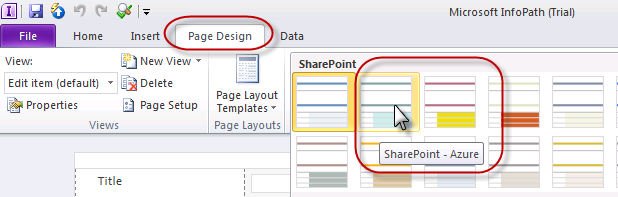 Microsoft InfoPath (Trial)
File Home Insert Page Design Data
View:
Edit item (default)
Properties
New View
Delete
Page Setup
Views
Page Layout
Templates
Page Layouts
SharePoint
SharePoint - Azure
Title